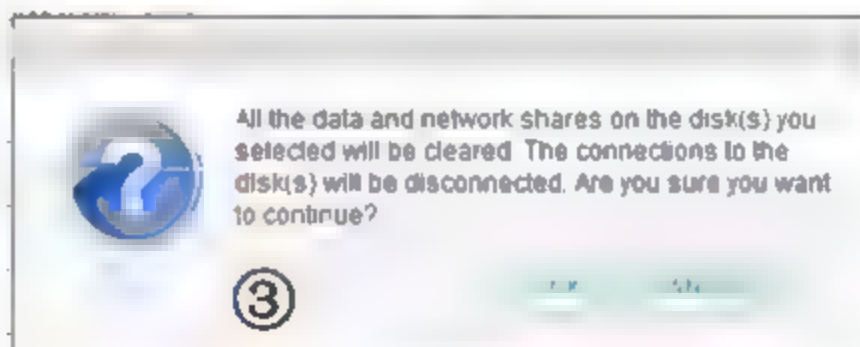 All the data and network shares on the disk(s) you
selected will be cleared. The connections to the
disk(s) will be disconnected. Are you sure you want
to continue?
③